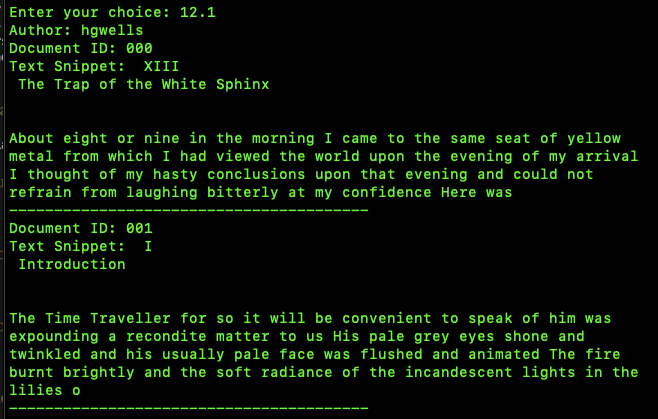 Enter your choice: 12.1
Author: hgwells
Document ID: 000
Text Snippet:  XIII
 The Trap of the White Sphinx
About eight or nine in the morning I came to the same seat of yellow
metal from which I had viewed the world upon the evening of my arrival
I thought of my hasty conclusions upon that evening and could not
refrain from laughing bitterly at my confidence Here was
----------------------------------------
Document ID: 001
Text Snippet:  I
 Introduction
The Time Traveller for so it will be convenient to speak of him was
expounding a recondite matter to us His pale grey eyes shone and
twinkled and his usually pale face was flushed and animated The fire
burnt brightly and the soft radiance of the incandescent lights in the
lilies o
----------------------------------------